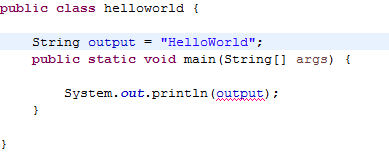 public class helloworld {
String output = "HelloWorld";
public static void main(String[] args) {
System.out.println(output);
}
}